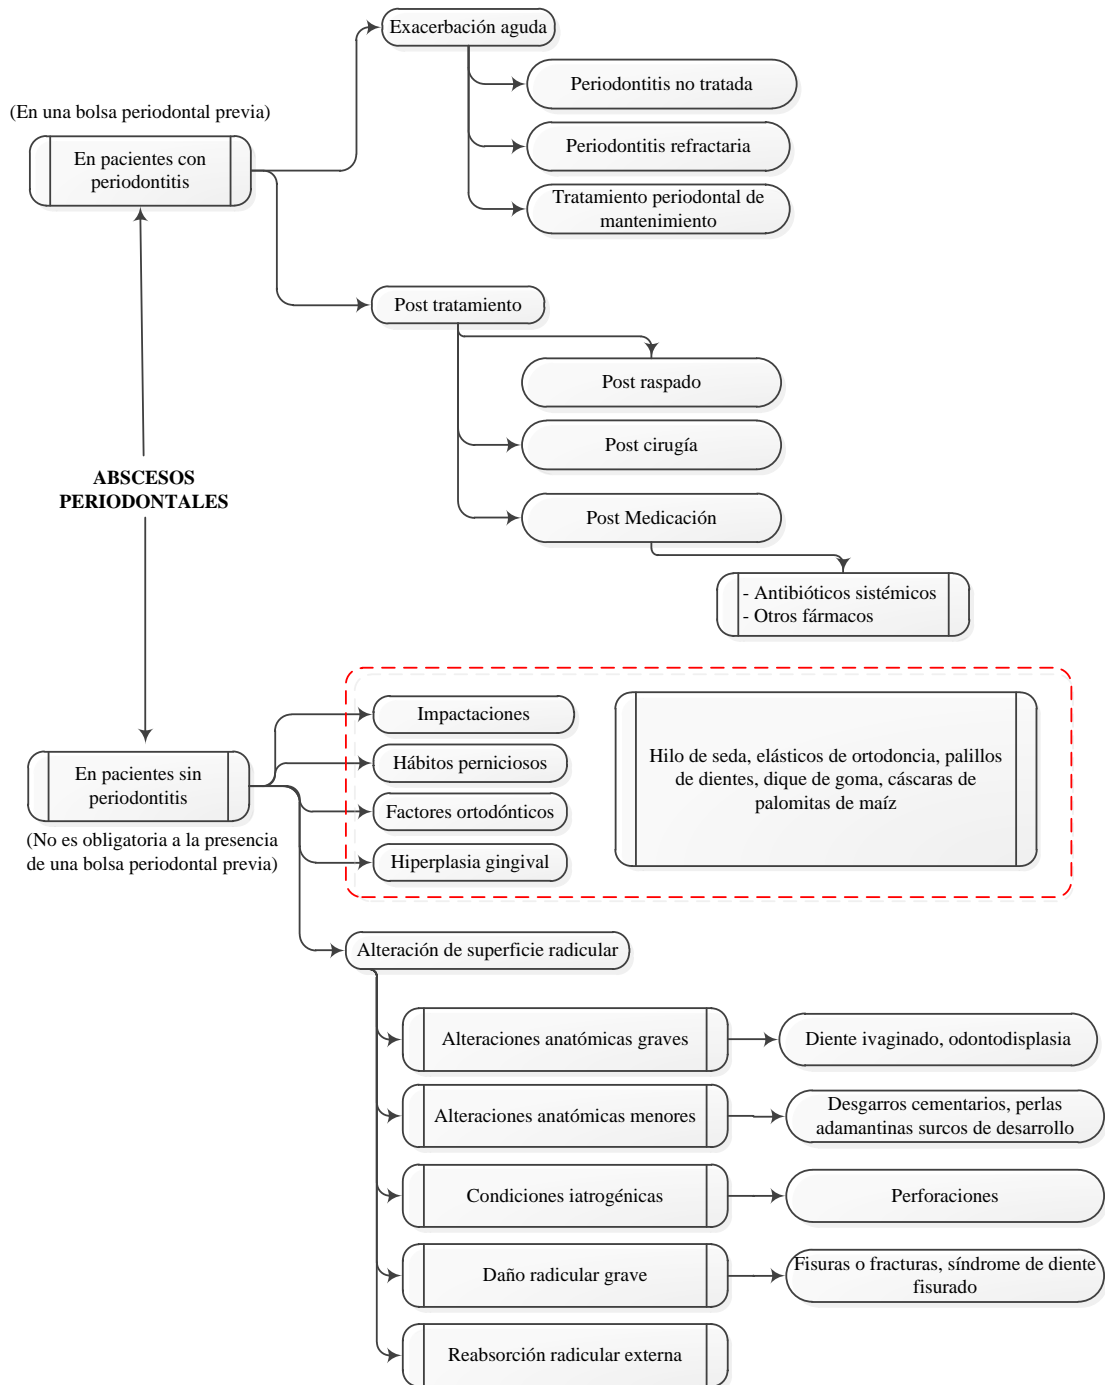 Exacerbación aguda
Periodontitis no tratada
(En una bolsa periodontal previa)
En pacientes con
periodontitis
Periodontitis refractaria
Tratamiento periodontal de
mantenimiento
Post tratamiento
Post raspado
Post cirugía
ABSCESOS
PERIODONTALES
Post Medicación
- Antibióticos sistémicos
- Otros fármacos
Impactaciones
Hábitos perniciosos
Factores ortodónticos
Hiperplasia gingival
Hilo de seda, elásticos de ortodoncia, palillos
de dientes, dique de goma, cáscaras de
palomitas de maíz
En pacientes sin
periodontitis
(No es obligatoria a la presencia
de una bolsa periodontal previa)
Alteración de superficie radicular
Alteraciones anatómicas graves
Diente ivaginado, odontodisplasia
Alteraciones anatómicas menores
Desgarros cementarios, perlas
adamantinas surcos de desarrollo
Condiciones iatrogénicas
Perforaciones
Daño radicular grave
Fisuras o fracturas, síndrome de diente
fisurado
Reabsorción radicular externa